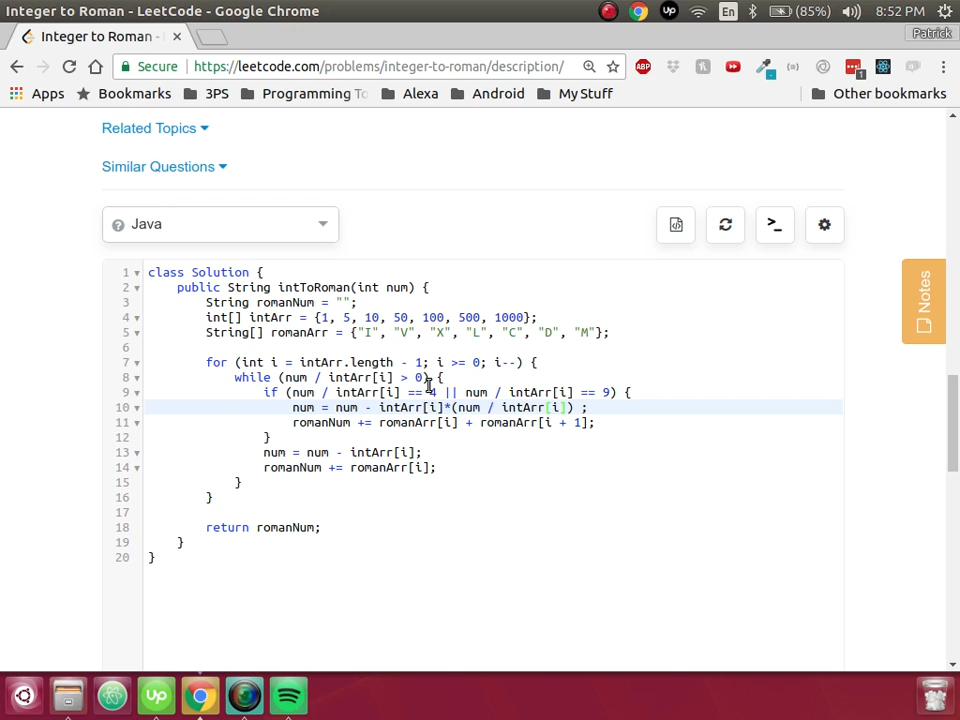 Integer to Roman - LeetCode - Google Chrome
En (85%) 8:52 PM
Integer to Roman -
Patrick
Secure https://leetcode.com/problems/integer-to-roman/description/
Apps Bookmarks 3PS Programming To Alexa Android My Stuff Other bookmarks
Related Topics
Similar Questions
Java
Notes
1 class Solution {
2 public String intToRoman(int num) {
3 String romanNum = "";
4 int[] intArr = {1, 5, 10, 50, 100, 500, 1000};
5 String[] romanArr = {"I", "V", "X", "L", "C", "D", "M"};
6
7 for (int i = intArr.length - 1; i >= 0; i--) {
8 while (num / intArr[i] > 0) {
9 if (num / intArr[i] == 4 || num / intArr[i] == 9) {
10 num = num - intArr[i]*(num / intArr[i]) ;
11 romanNum += romanArr[i] + romanArr[i + 1];
12 }
13 num = num - intArr[i];
14 romanNum += romanArr[i];
15 }
16 }
17
18 return romanNum;
19 }
20 }